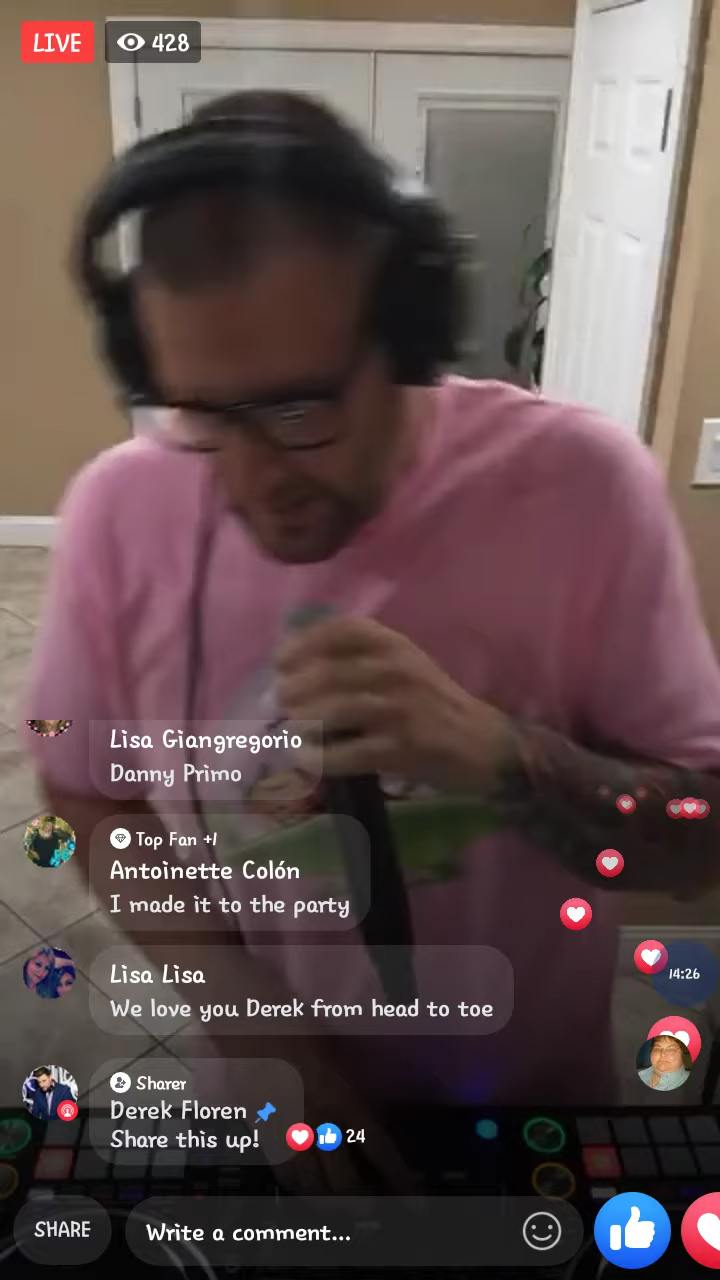 LIVE 428
Lisa Giangregorio
Danny Primo
Top Fan +1
Antoinette Colón
I made it to the party
Lisa Lisa
We love you Derek from head to toe
14:26
Sharer
Derek Floren
Share this up! 24
SHARE Write a comment...